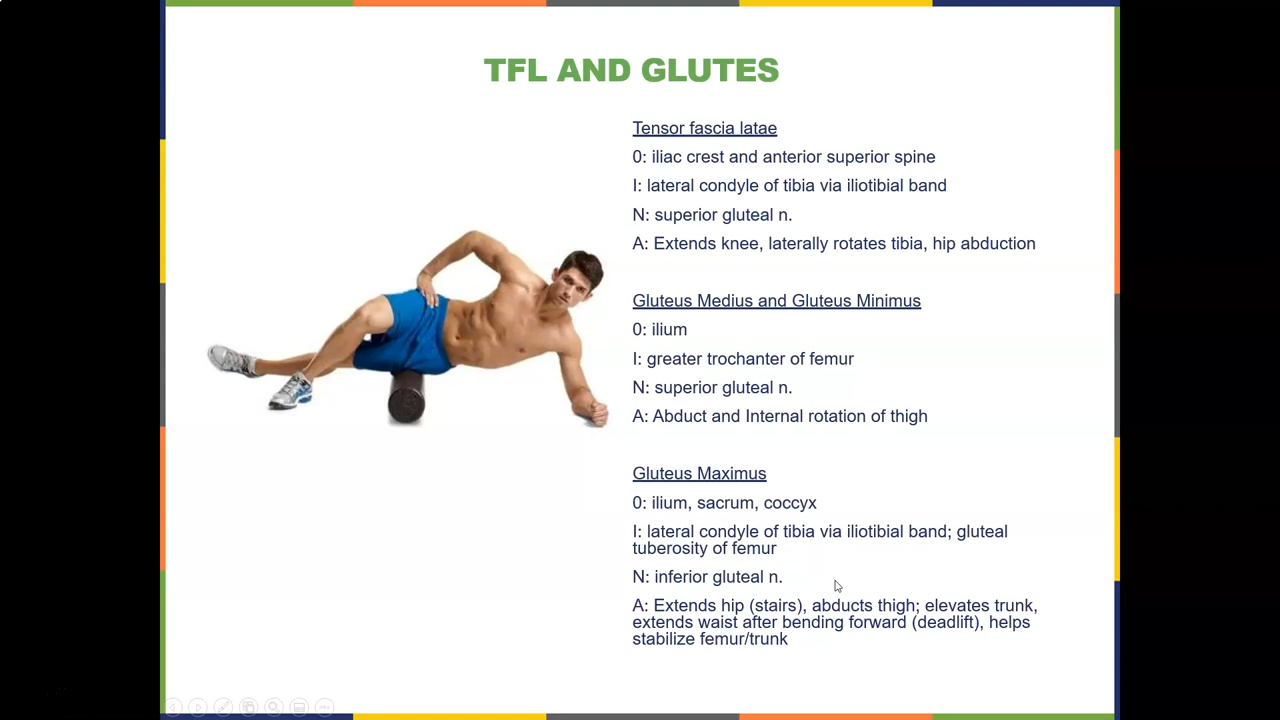 TFL AND GLUTES
Tensor fascia latae
0: iliac crest and anterior superior spine
I: lateral condyle of tibia via iliotibial band
N: superior gluteal n.
A: Extends knee, laterally rotates tibia, hip abduction
Gluteus Medius and Gluteus Minimus
0: ilium
I: greater trochanter of femur
N: superior gluteal n.
A: Abduct and Internal rotation of thigh
Gluteus Maximus
0: ilium, sacrum, coccyx
I: lateral condyle of tibia via iliotibial band; gluteal
tuberosity of femur
N: inferior gluteal n.
A: Extends hip (stairs), abducts thigh; elevates trunk,
extends waist after bending forward (deadlift), helps
stabilize femur/trunk